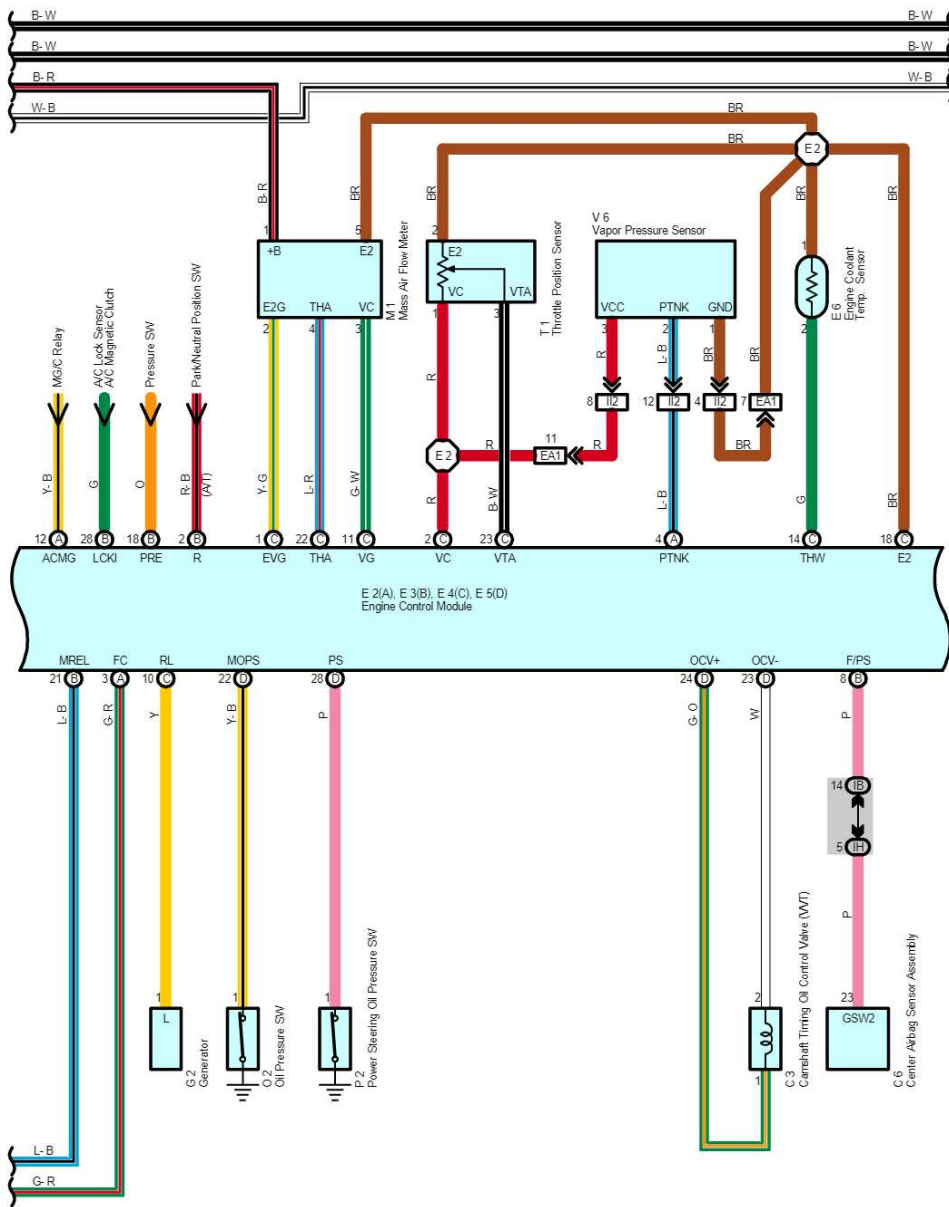 B- W
B- W
B- W
B- W
B- R
W- B
W- B
BR
BR
E 2
B- R
BR
BR
BR
BR
BR
V 6
Vapor Pressure Sensor
1
5
2
+B
E2
E2
VC
VTA
VCC
PTNK
GND
1
E2G
THA
VC
M 1
Mass Air Flow Meter
T 1
Throttle Position Sensor
E 6
Engine Coolant
Temp. Sensor
2
4
3
1
3
3
2
1
2
MG/C Relay
A/C Lock Sensor
A/C Magnetic Clutch
Pressure SW
Park/Neutral Position SW
R
R
L- B
BR
8
II2
12
II2
4
II2
7
EA1
E 2
R
11
EA1
R
BR
Y- B
G
O
R- B
(A/T)
Y- G
L- R
G- W
R
B- W
L- B
G
BR
12
A
28
B
18
B
2
B
1
C
22
C
11
C
2
C
23
C
4
A
14
C
18
C
ACMG
LCKI
PRE
R
EVG
THA
VG
VC
VTA
PTNK
THW
E2
E 2(A), E 3(B), E 4(C), E 5(D)
Engine Control Module
MREL
FC
RL
MOPS
PS
OCV+
OCV-
F/PS
21
B
3
A
10
C
22
D
28
D
24
D
23
D
8
B
L- B
G- R
Y
Y- B
P
G- O
W
P
14
IB
5
IH
P
1
1
1
2
23
L
GSW2
G 2
Generator
O 2
Oil Pressure SW
P 2
Power Steering Oil Pressure SW
1
C 3
Camshaft Timing Oil Control Valve (VVT)
C 6
Center Airbag Sensor Assembly
L- B
G- R